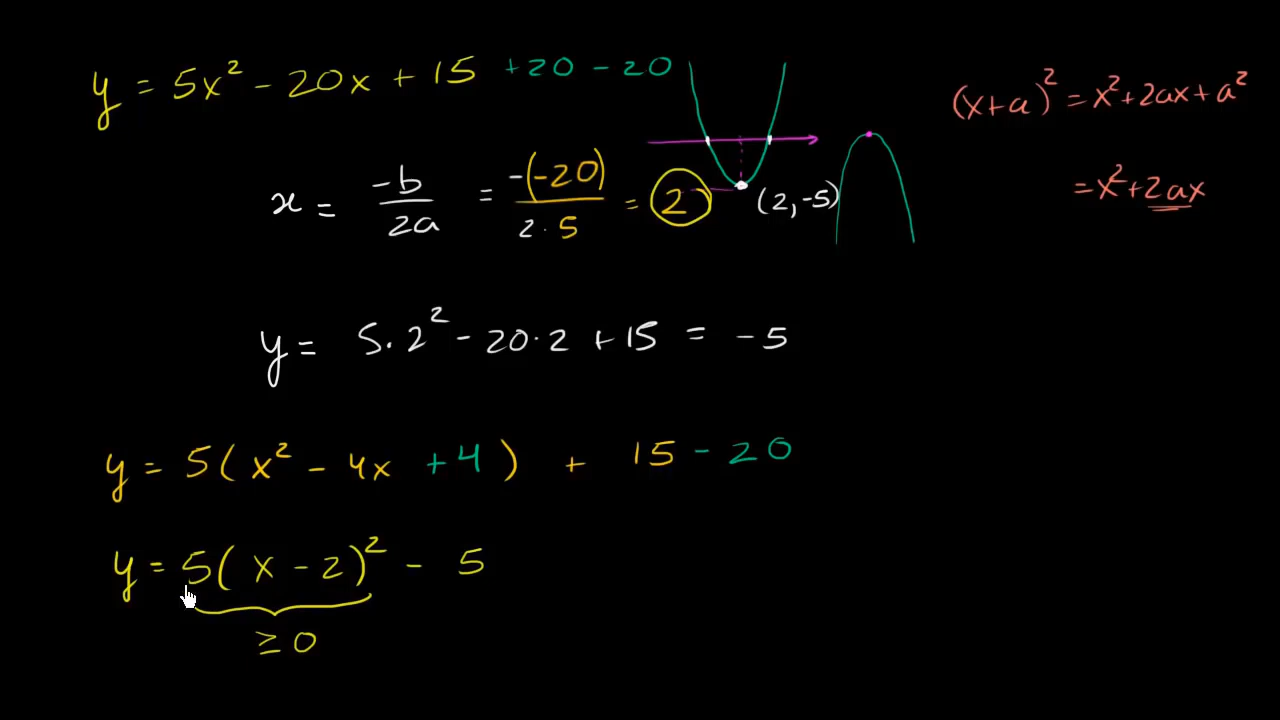 y = 5x² - 20x + 15 +20 -20
(x+a)² = x²+2ax+a²
x = -b/2a = -(-20)/2·5 = 2
(2,-5)
= x²+2ax
y = 5·2² - 20·2 + 15 = -5
y = 5(x² - 4x +4) + 15 - 20
y = 5(x - 2)² - 5
≥ 0